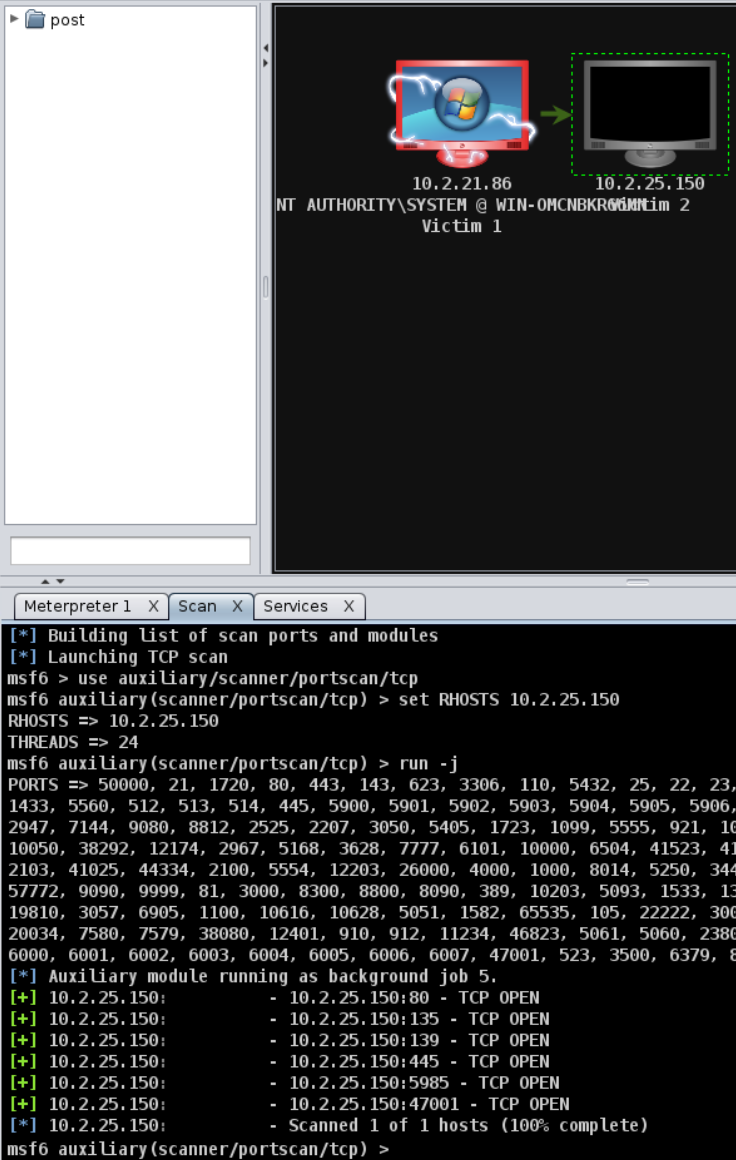 post
10.2.21.86
10.2.25.150
NT AUTHORITY\SYSTEM @ WIN-OMCNBKR
Victim 2
Victim 1
Meterpreter 1 X Scan X Services X
[*] Building list of scan ports and modules
[*] Launching TCP scan
msf6 > use auxiliary/scanner/portscan/tcp
msf6 auxiliary(scanner/portscan/tcp) > set RHOSTS 10.2.25.150
RHOSTS => 10.2.25.150
THREADS => 24
msf6 auxiliary(scanner/portscan/tcp) > run -j
PORTS => 50000, 21, 1720, 80, 443, 143, 623, 3306, 110, 5432, 25, 22, 23,
1433, 5560, 512, 513, 514, 445, 5900, 5901, 5902, 5903, 5904, 5905, 5906,
2947, 7144, 9080, 8812, 2525, 2207, 3050, 5405, 1723, 1099, 5555, 921, 10
10050, 38292, 12174, 2967, 5168, 3628, 7777, 6101, 10000, 6504, 41523, 41
2103, 41025, 44334, 2100, 5554, 12203, 26000, 4000, 1000, 8014, 5250, 344
57772, 9090, 9999, 81, 3000, 8300, 8800, 8090, 389, 10203, 5093, 1533, 13
19810, 3057, 6905, 1100, 10616, 10628, 5051, 1582, 65535, 105, 22222, 300
20034, 7580, 7579, 38080, 12401, 910, 912, 11234, 46823, 5061, 5060, 2380
6000, 6001, 6002, 6003, 6004, 6005, 6006, 6007, 47001, 523, 3500, 6379, 8
[*] Auxiliary module running as background job 5.
[+] 10.2.25.150: - 10.2.25.150:80 - TCP OPEN
[+] 10.2.25.150: - 10.2.25.150:135 - TCP OPEN
[+] 10.2.25.150: - 10.2.25.150:139 - TCP OPEN
[+] 10.2.25.150: - 10.2.25.150:445 - TCP OPEN
[+] 10.2.25.150: - 10.2.25.150:5985 - TCP OPEN
[+] 10.2.25.150: - 10.2.25.150:47001 - TCP OPEN
[*] 10.2.25.150: - Scanned 1 of 1 hosts (100% complete)
msf6 auxiliary(scanner/portscan/tcp) >